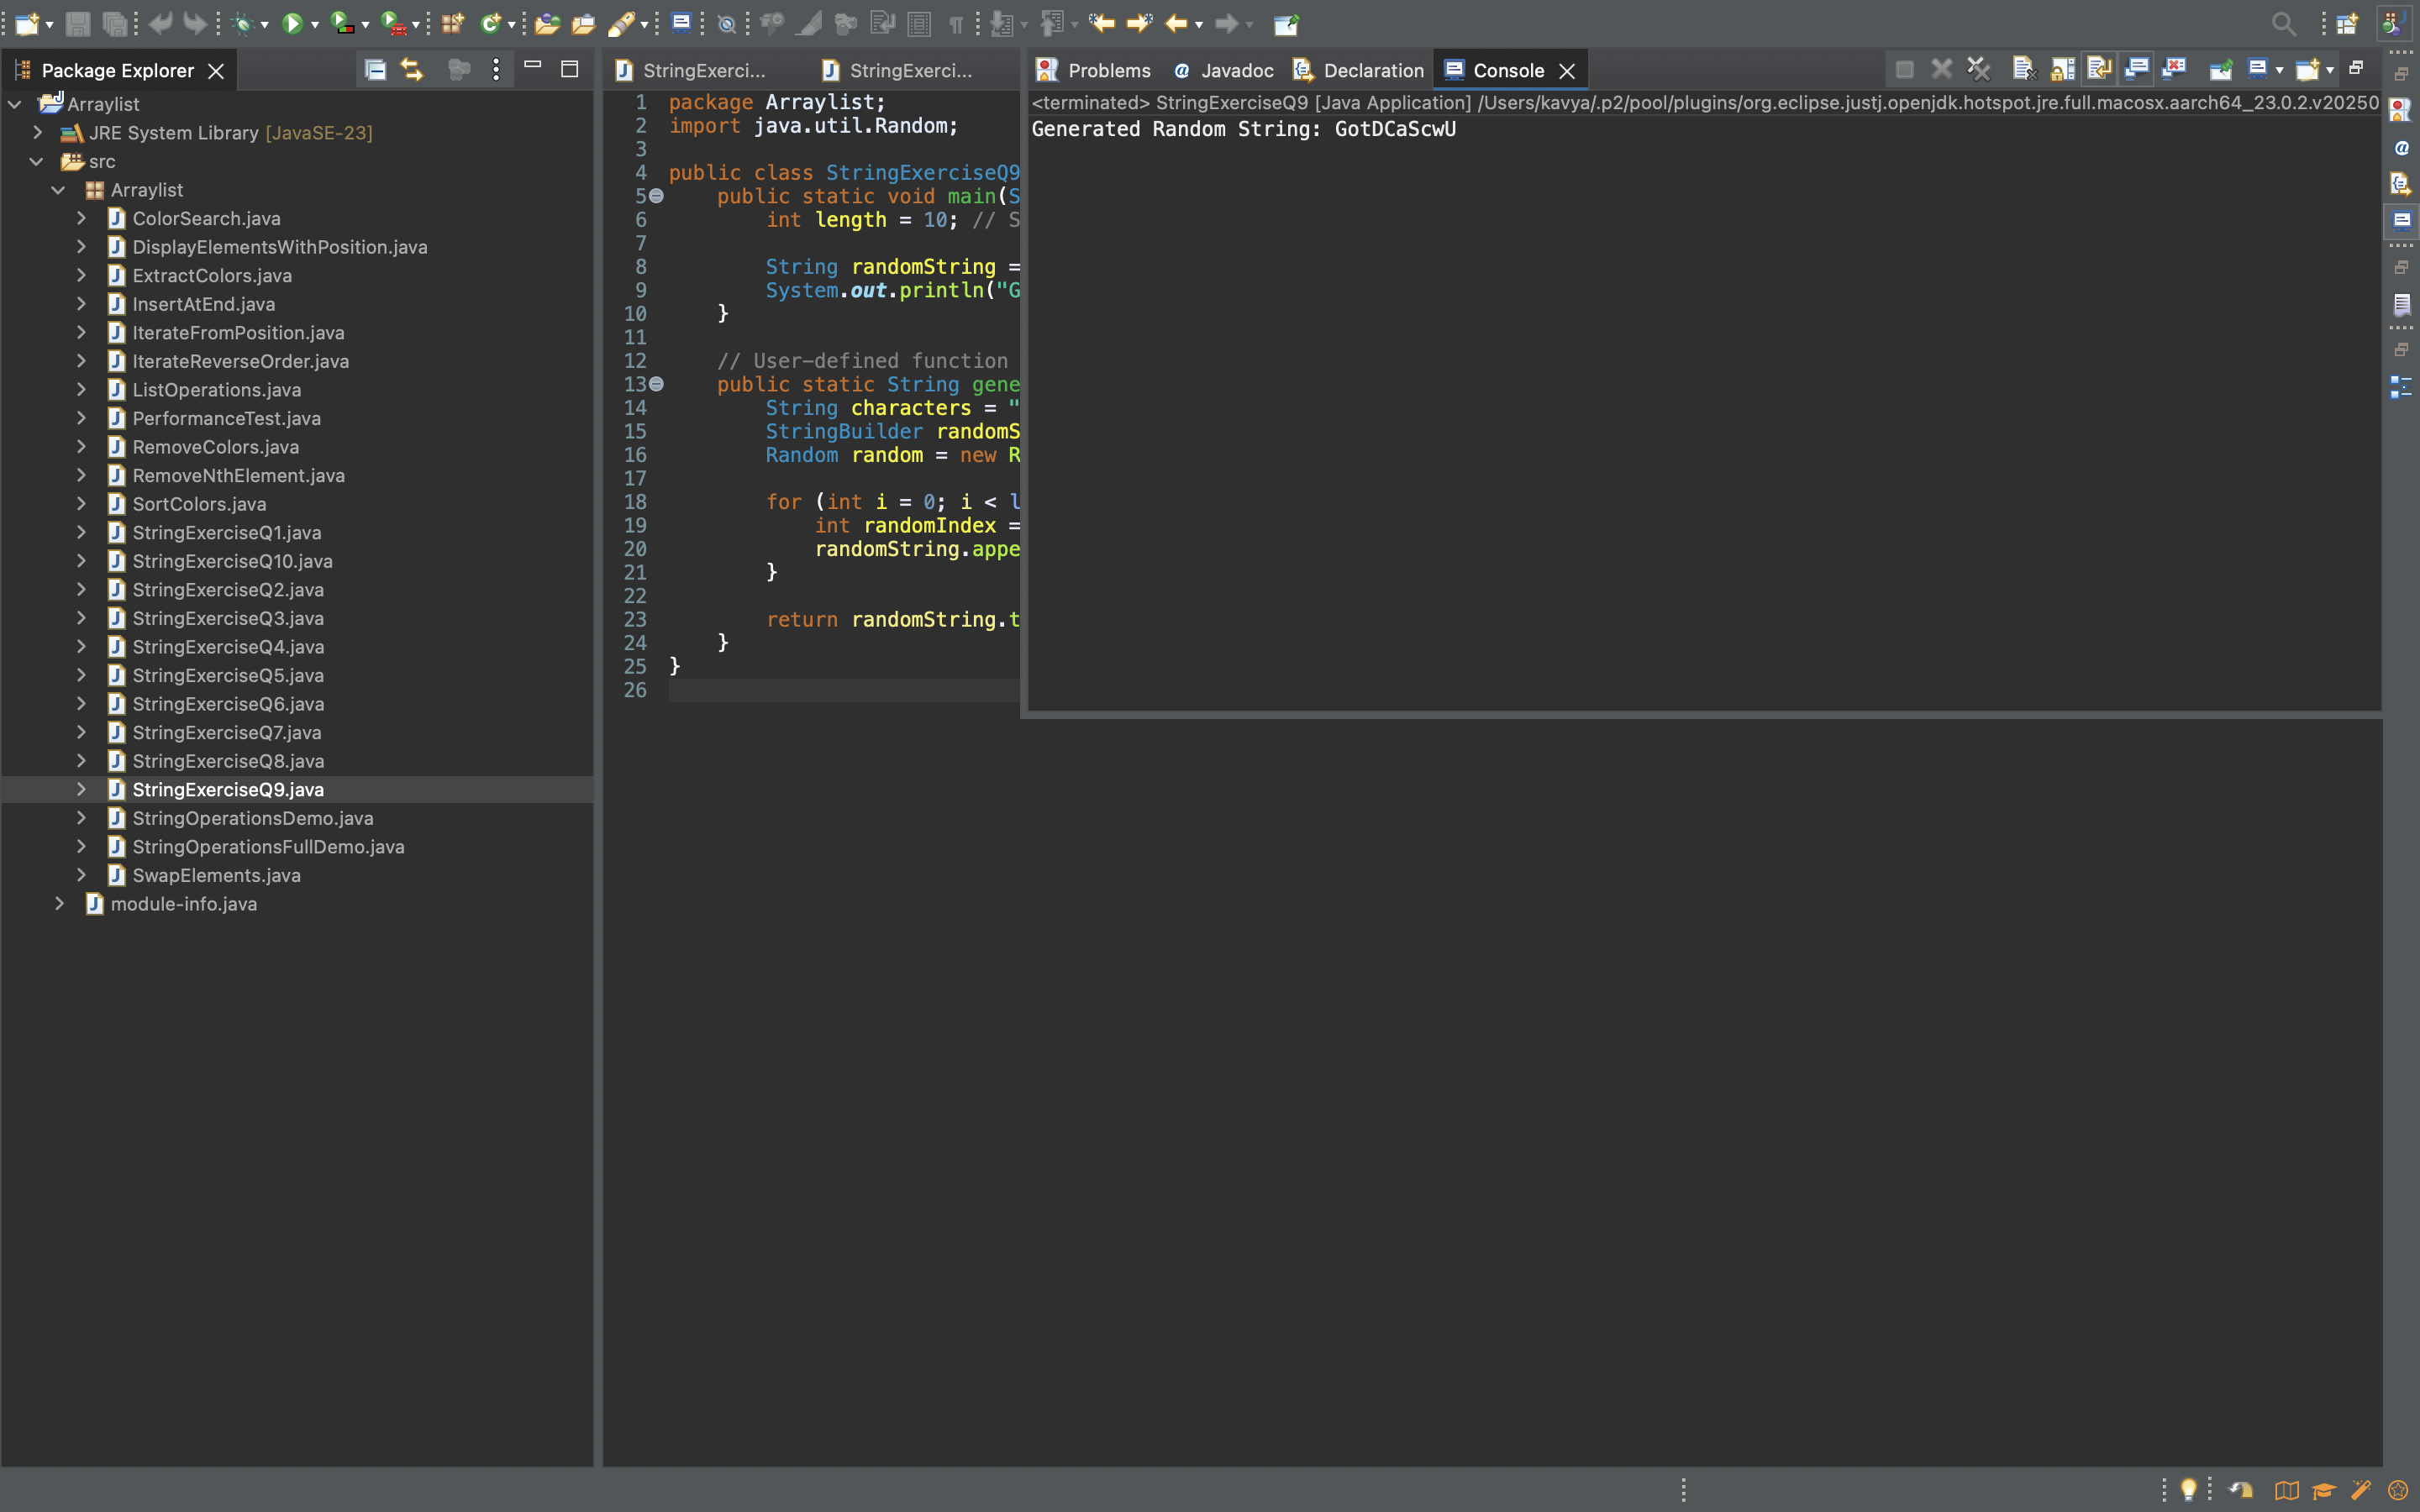 Package Explorer
Arraylist
JRE System Library [JavaSE-23]
src
Arraylist
ColorSearch.java
DisplayElementsWithPosition.java
ExtractColors.java
InsertAtEnd.java
IterateFromPosition.java
IterateReverseOrder.java
ListOperations.java
PerformanceTest.java
RemoveColors.java
RemoveNthElement.java
SortColors.java
StringExerciseQ1.java
StringExerciseQ10.java
StringExerciseQ2.java
StringExerciseQ3.java
StringExerciseQ4.java
StringExerciseQ5.java
StringExerciseQ6.java
StringExerciseQ7.java
StringExerciseQ8.java
StringExerciseQ9.java
StringOperationsDemo.java
StringOperationsFullDemo.java
SwapElements.java
module-info.java
StringExerci... StringExerci...
1 package Arraylist;
2 import java.util.Random;
3
4 public class StringExerciseQ9
5 public static void main(S
6 int length = 10; // S
7
8 String randomString =
9 System.out.println("G
10 }
11
12 // User-defined function
13 public static String gene
14 String characters = "
15 StringBuilder randomS
16 Random random = new R
17
18 for (int i = 0; i < l
19 int randomIndex =
20 randomString.appe
21 }
22
23 return randomString.t
24 }
25 }
26
Problems @ Javadoc Declaration Console
<terminated> StringExerciseQ9 [Java Application] /Users/kavya/.p2/pool/plugins/org.eclipse.justj.openjdk.hotspot.jre.full.macosx.aarch64_23.0.2.v20250
Generated Random String: GotDCaScwU